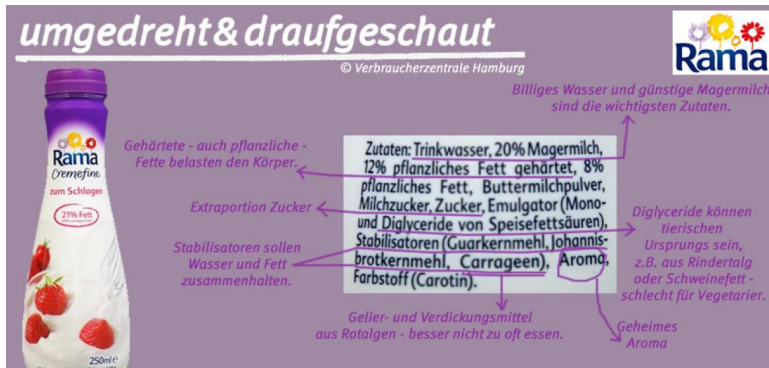 umgedreht & draufgeschaut
© Verbraucherzentrale Hamburg
Rama
Billiges Wasser und günstige Magermilch
sind die wichtigsten Zutaten.
Gehärtete - auch pflanzliche -
Fette belasten den Körper.
Extraportion Zucker
Stabilisatoren sollen
Wasser und Fett
zusammenhalten.
Zutaten: Trinkwasser, 20% Magermilch,
12% pflanzliches Fett gehärtet, 8%
pflanzliches Fett, Buttermilchpulver,
Milchzucker, Zucker, Emulgator (Mono-
und Diglyceride von Speisefettsäuren),
Stabilisatoren (Guarkernmehl, Johannis-
brotkernmehl, Carrageen), Aroma,
Farbstoff (Carotin).
Diglyceride können
tierischen
Ursprungs sein,
z.B. aus Rindertalg
oder Schweinefett -
schlecht für Vegetarier.
Gelier- und Verdickungsmittel
aus Rotalgen - besser nicht zu oft essen.
Geheimes
Aroma
Rama
Cremefine
zum Schlagen
21% Fett
250ml e